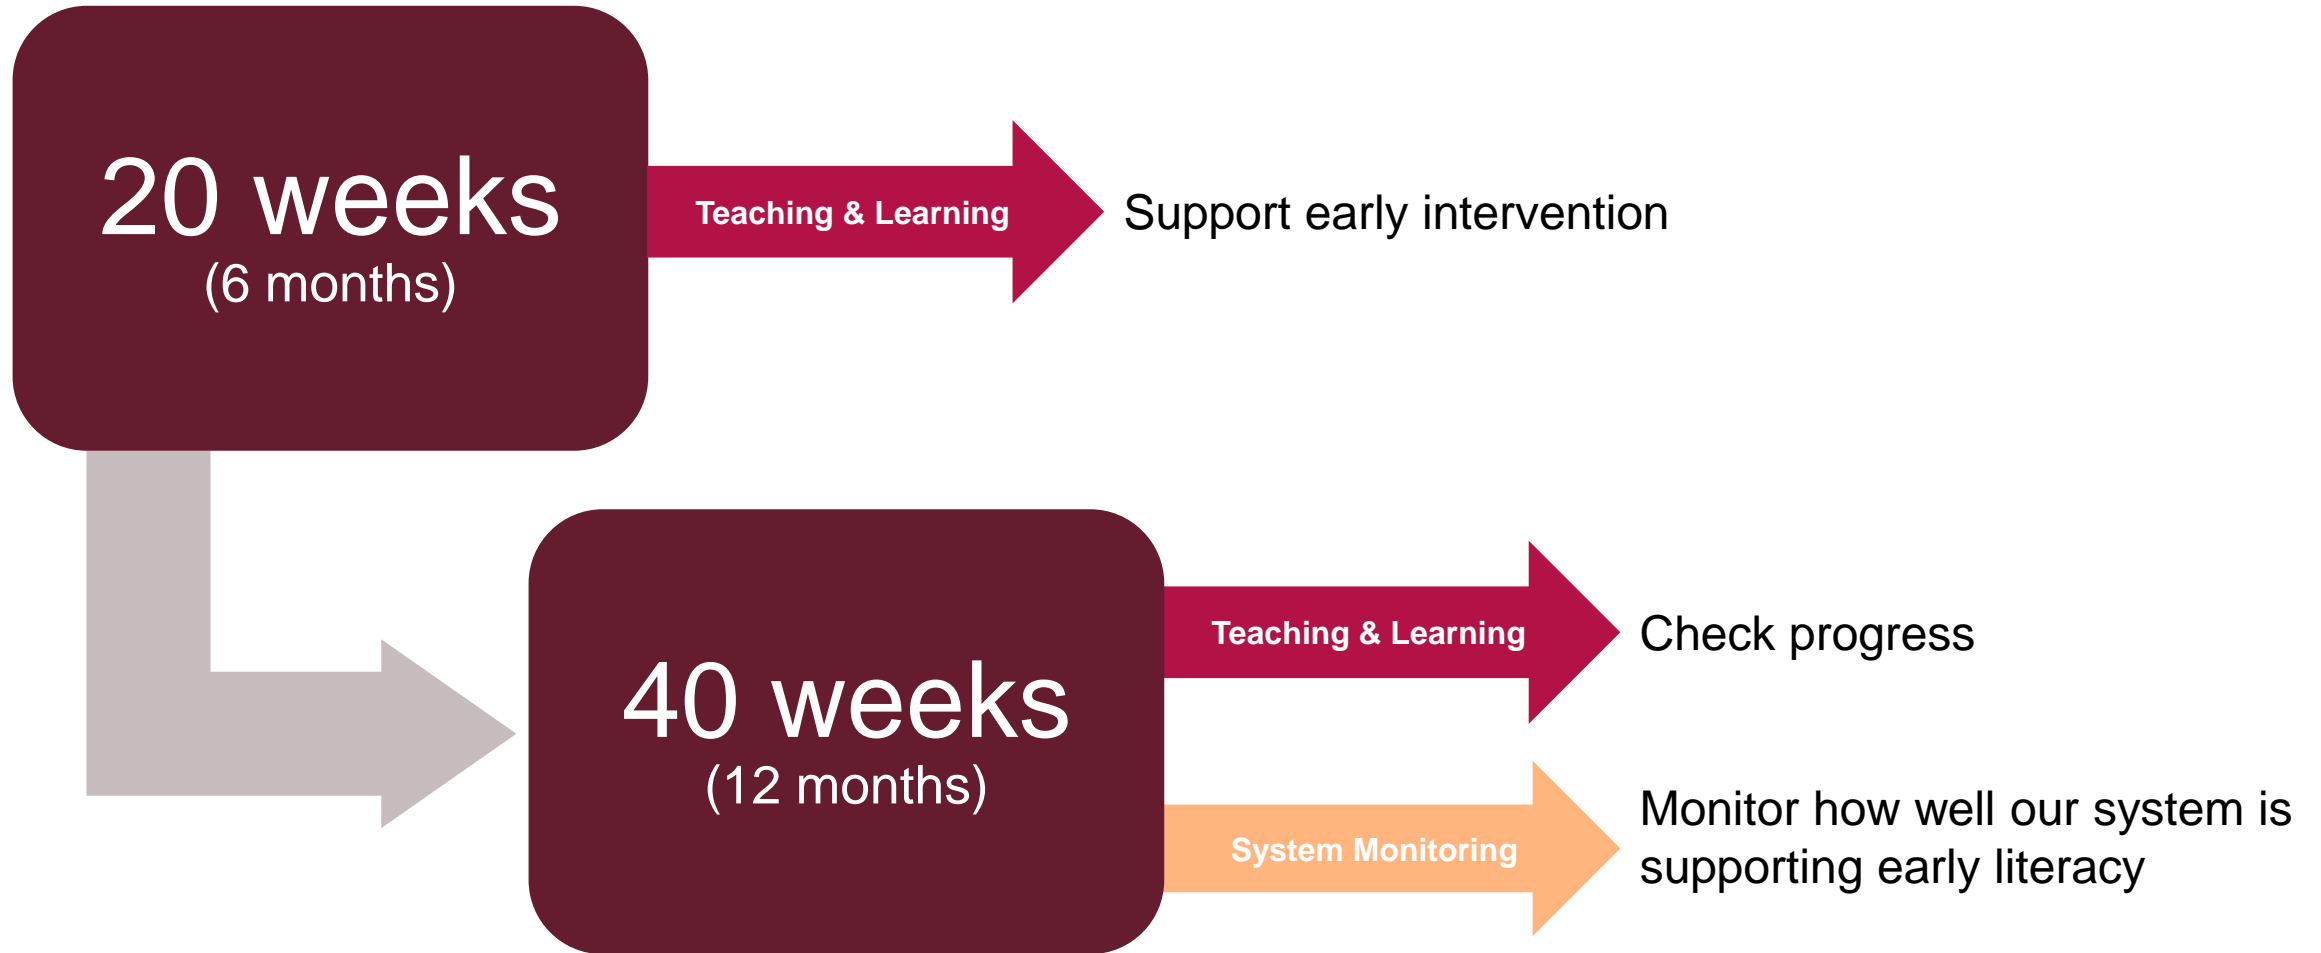 20 weeks
(6 months)
Teaching & Learning
Support early intervention
40 weeks
(12 months)
Teaching & Learning
Check progress
System Monitoring
Monitor how well our system is
supporting early literacy